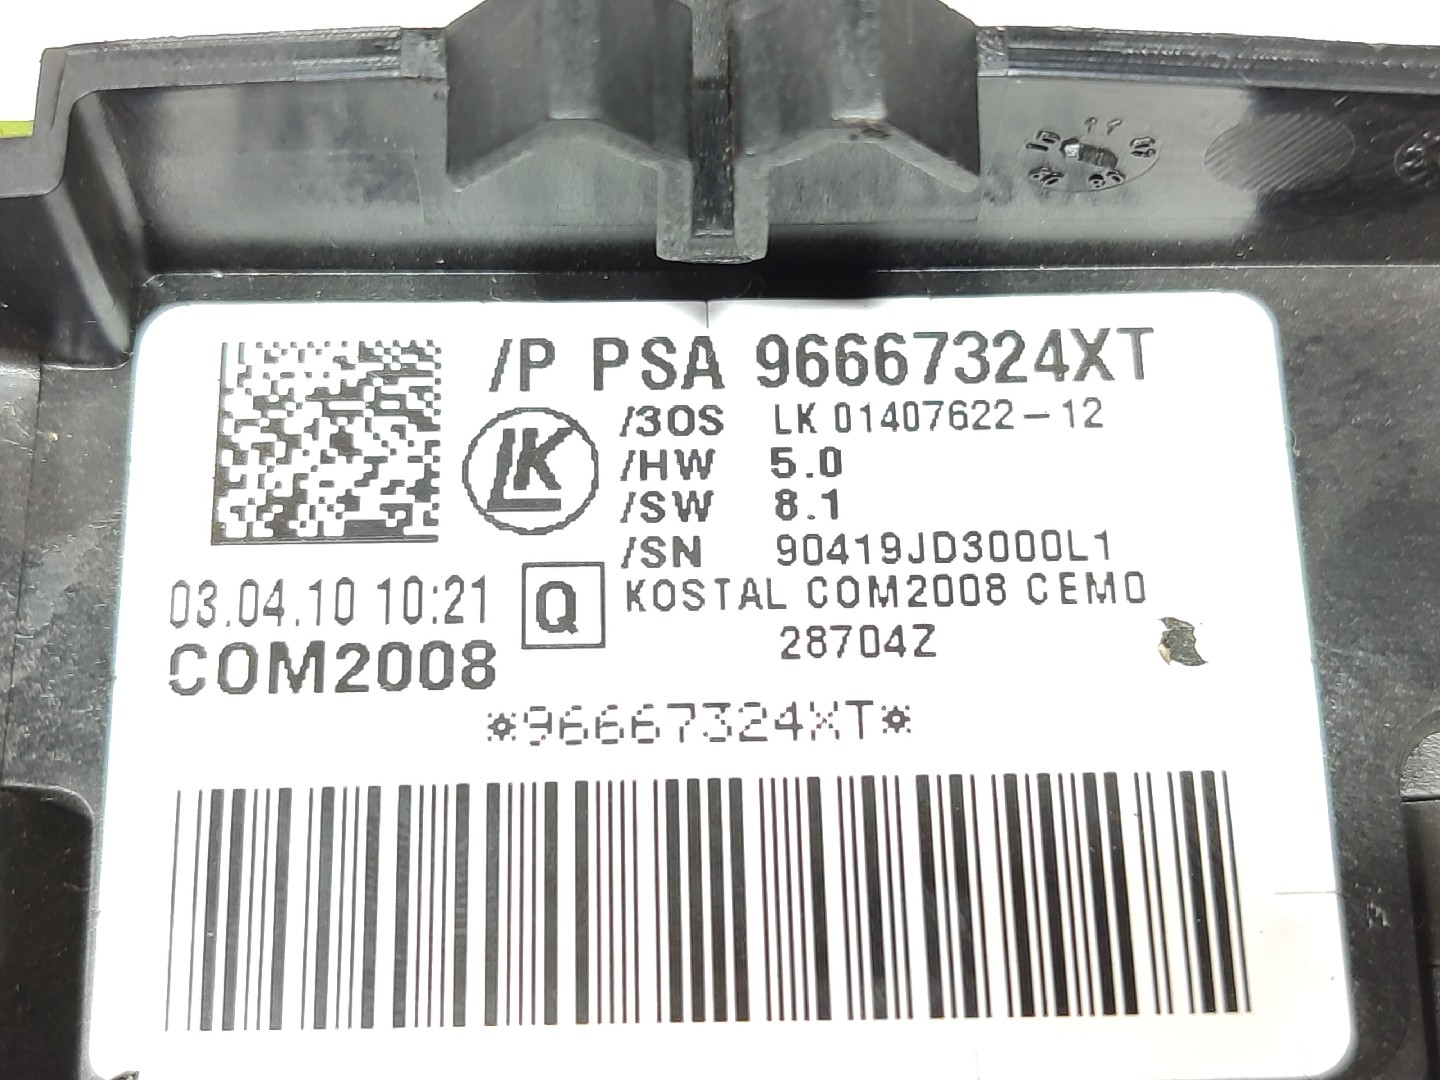 /P PSA 96667324XT
LK
/30S LK 01407622-12
/HW 5.0
/SW 8.1
/SN 90419JD3000L1
03.04.10 10:21
Q
KOSTAL COM2008 CEM0
28704Z
COM2008
*96667324XT*